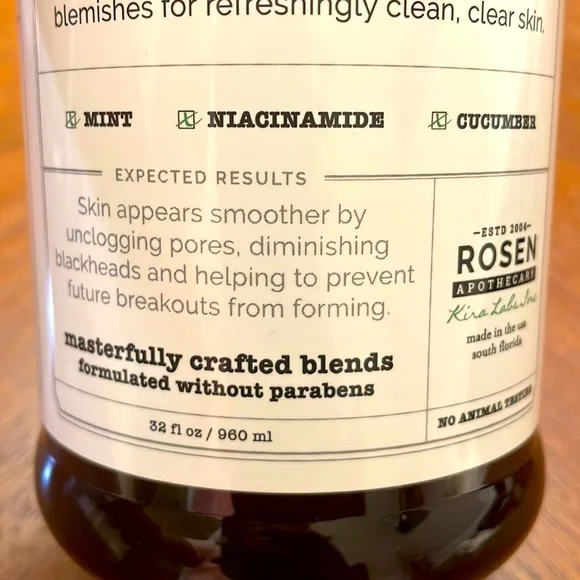 blemishes for refreshingly clean, clear skin.
MINT NIACINAMIDE CUCUMBER
EXPECTED RESULTS
Skin appears smoother by
unclogging pores, diminishing
blackheads and helping to prevent
future breakouts from forming.
masterfully crafted blends
formulated without parabens
32 fl oz / 960 ml
—ESTD 2004—
ROSEN
APOTHECARY
Kira Labs Inc
made in the usa
south florida
NO ANIMAL TESTING